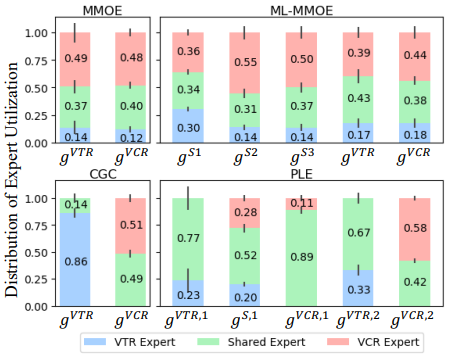 MMOE ML-MMOE
Distribution of Expert Utilization
1.00 0.75 0.50 0.25 0.00
0.49 0.48 0.36 0.55 0.50 0.39 0.44
0.37 0.40 0.34 0.31 0.37 0.43 0.38
0.14 0.12 0.30 0.14 0.14 0.17 0.18
g^VTR g^VCR g^S1 g^S2 g^S3 g^VTR g^VCR
CGC PLE
1.00 0.75 0.50 0.25 0.00
0.14 0.51 0.28 0.11 0.58
0.86 0.49 0.77 0.52 0.89 0.67 0.42
0.23 0.20 0.33
g^VTR g^VCR g^VTR,1 g^S,1 g^VCR,1 g^VTR,2 g^VCR,2
VTR Expert Shared Expert VCR Expert